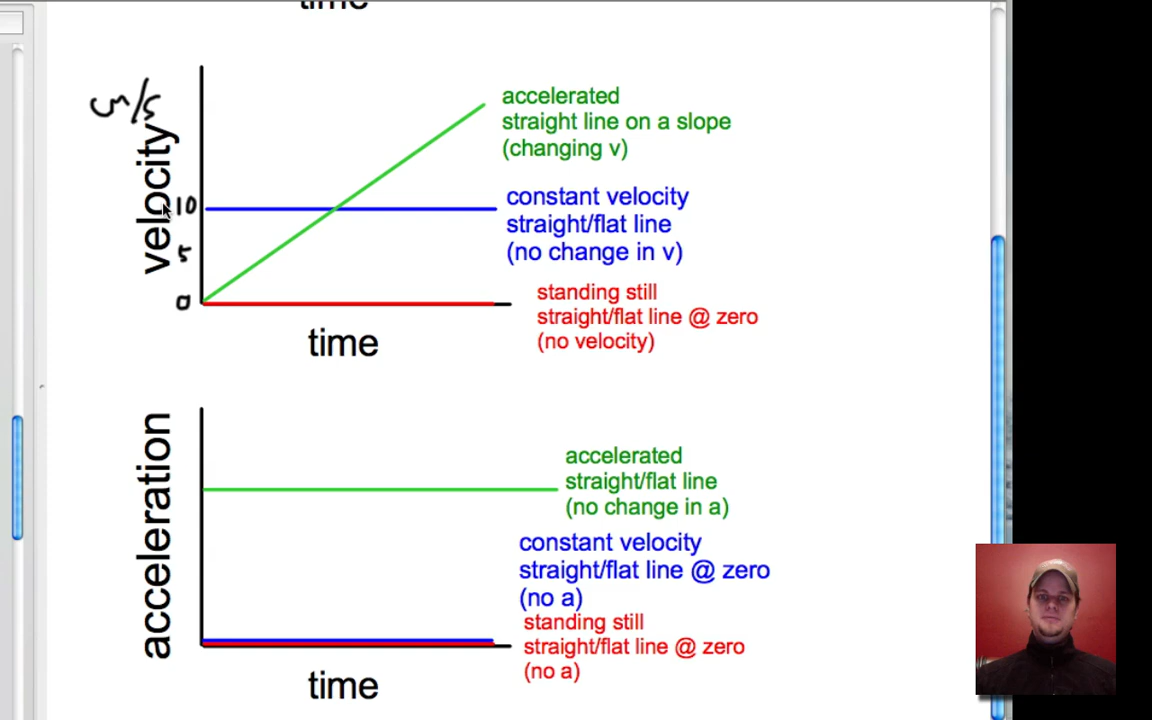 time
m/s
velocity
10
5
0
accelerated
straight line on a slope
(changing v)
constant velocity
straight/flat line
(no change in v)
standing still
straight/flat line @ zero
(no velocity)
time
acceleration
accelerated
straight/flat line
(no change in a)
constant velocity
straight/flat line @ zero
(no a)
standing still
straight/flat line @ zero
(no a)
time